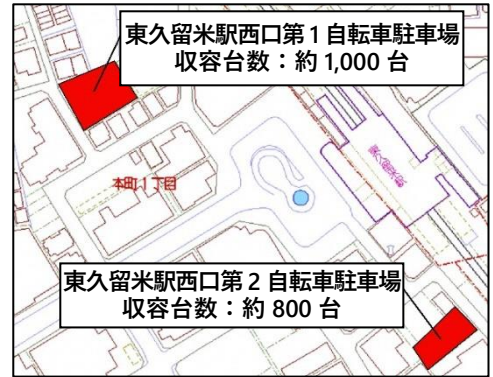 東久留米駅西口第1自転車駐車場
収容台数：約1,000 台
本町1丁目
東久留米駅西口第 2 自転車駐車場
収容台数：約 800 台